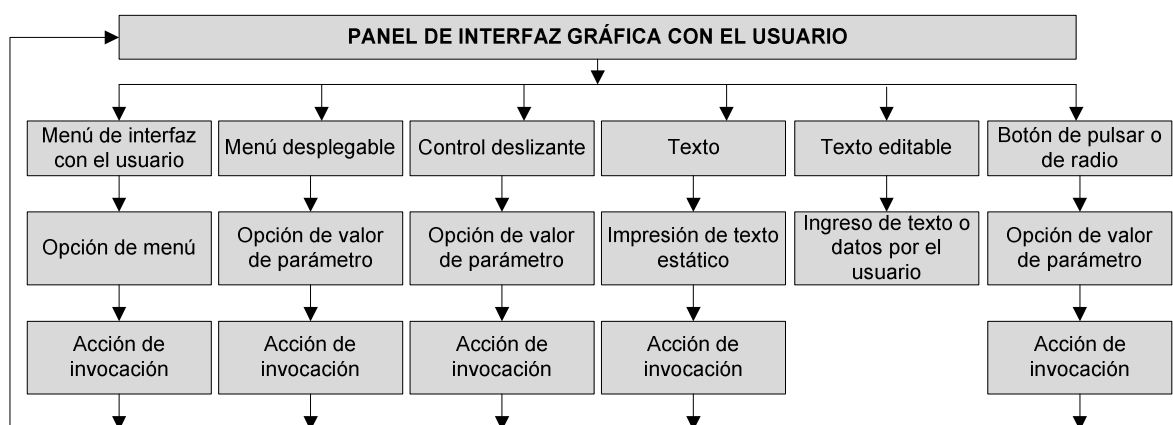 PANEL DE INTERFAZ GRÁFICA CON EL USUARIO
Menú de interfaz
con el usuario
Menú desplegable
Control deslizante
Texto
Texto editable
Botón de pulsar o
de radio
Opción de menú
Opción de valor
de parámetro
Opción de valor
de parámetro
Impresión de texto
estático
Ingreso de texto o
datos por el
usuario
Opción de valor
de parámetro
Acción de
invocación
Acción de
invocación
Acción de
invocación
Acción de
invocación
Acción de
invocación